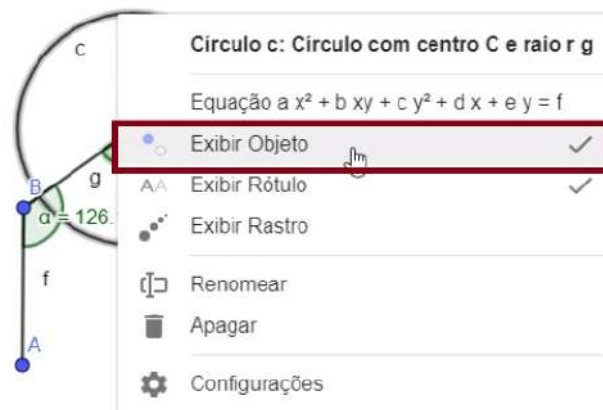 c
Círculo c: Círculo com centro C e raio r g
Equação a x² + b xy + c y² + d x + e y = f
Exibir Objeto
B
g
AA Exibir Rótulo
α = 126.
Exibir Rastro
f
Renomear
Apagar
A
Configurações